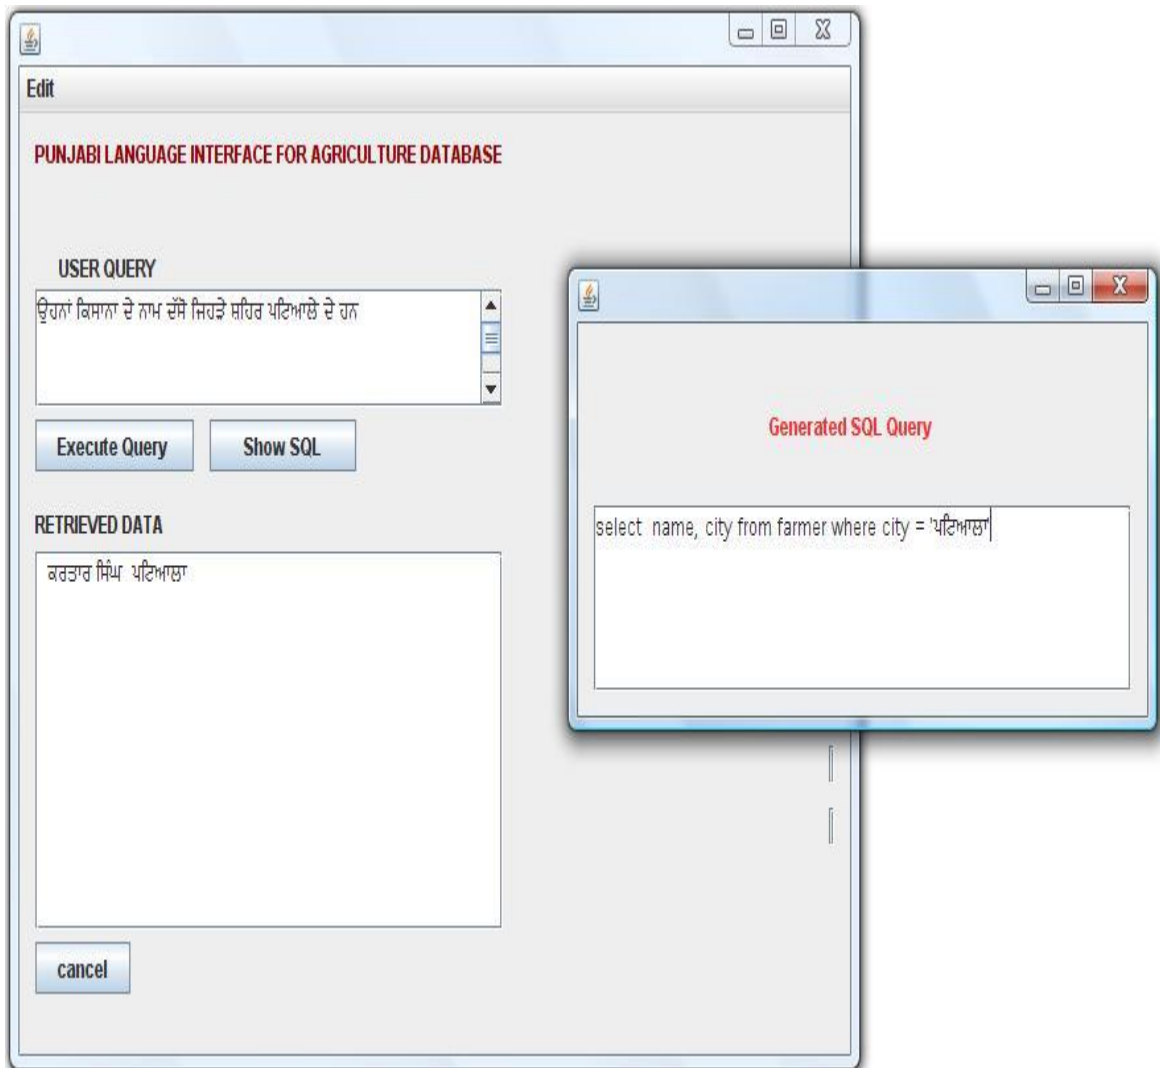 Edit
PUNJABI LANGUAGE INTERFACE FOR AGRICULTURE DATABASE
USER QUERY
ਉਹਨਾਂ ਕਿਸਾਨਾ ਦੇ ਨਾਮ ਦੱਸੋ ਜਿਹੜੇ ਸ਼ਹਿਰ ਪਟਿਆਲੇ ਦੇ ਹਨ
Execute Query
Show SQL
RETRIEVED DATA
ਕਰਤਾਰ ਸਿੰਘ ਪਟਿਆਲਾ
cancel
Generated SQL Query
select name, city from farmer where city = 'ਪਟਿਆਲਾ'